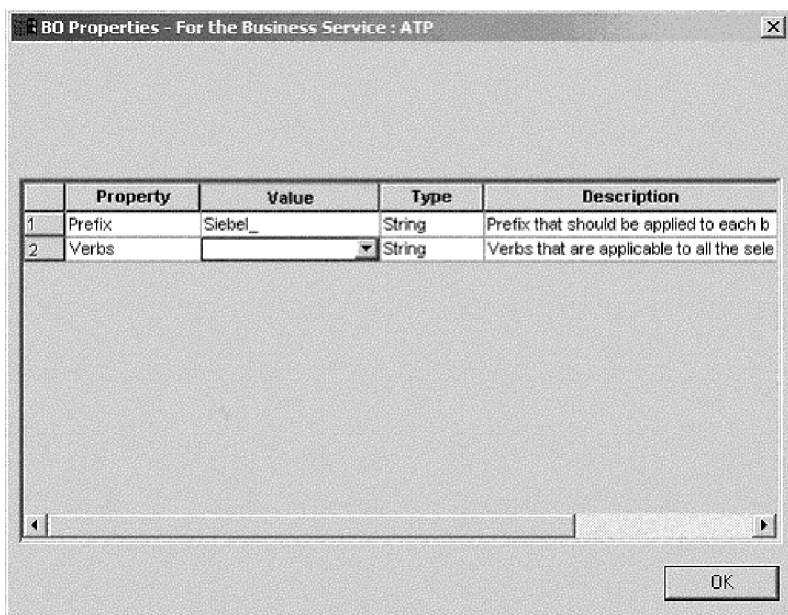 BO Properties - For the Business Service : ATP
Property Value Type Description
1 Prefix Siebel_ String Prefix that should be applied to each b
2 Verbs String Verbs that are applicable to all the sele
OK